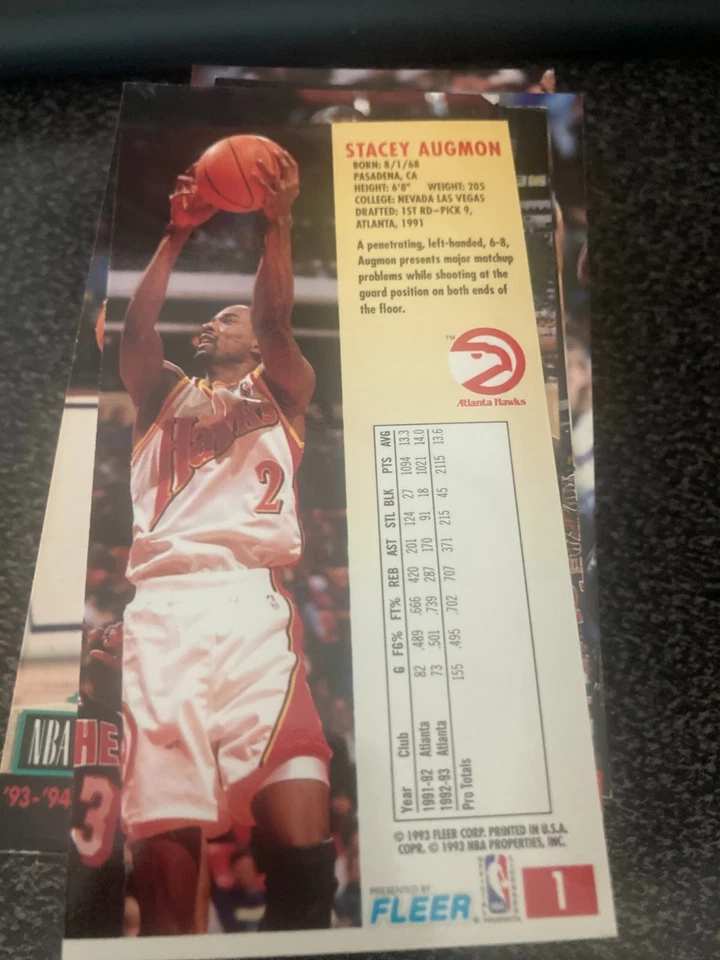 STACEY AUGMON
BORN: 8/1/68
PASADENA, CA
HEIGHT: 6'8" WEIGHT: 205
COLLEGE: NEVADA LAS VEGAS
DRAFTED: 1ST RD–PICK 9,
ATLANTA, 1991
A penetrating, left-handed, 6-8,
Augmon presents major matchup
problems while shooting at the
guard position on both ends of
the floor.
TM
Atlanta Hawks
Year Club G FG% FT% REB AST STL BLK PTS AVG
1991-92 Atlanta 82 .489 .666 420 201 124 27 1094 13.3
1992-93 Atlanta 73 .501 .739 287 170 91 18 1021 14.0
Pro Totals 155 .495 .702 707 371 215 45 2115 13.6
© 1993 FLEER CORP. PRINTED IN U.S.A.
COPR. © 1993 NBA PROPERTIES, INC.
PRESENTED BY
FLEER
1
Hawks
2
HE
3
NBA
'93-'94